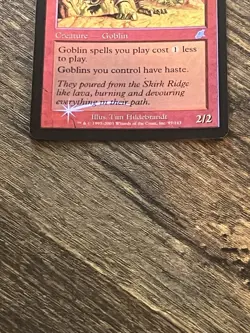 Creature — Goblin
Goblin spells you play cost 1 less
to play.
Goblins you control have haste.
They poured from the Skirk Ridge
like lava, burning and devouring
everything in their path.
Illus. Tim Hildebrandt
2/2